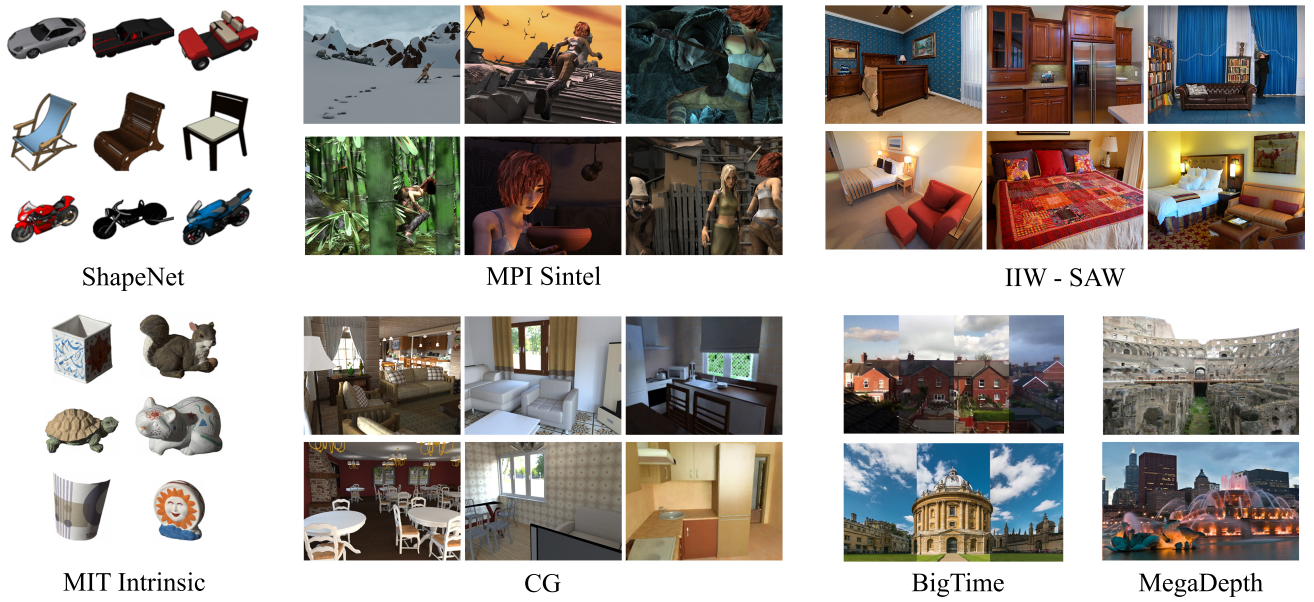 ShapeNet
MPI Sintel
IIW - SAW
MIT Intrinsic
CG
BigTime
MegaDepth